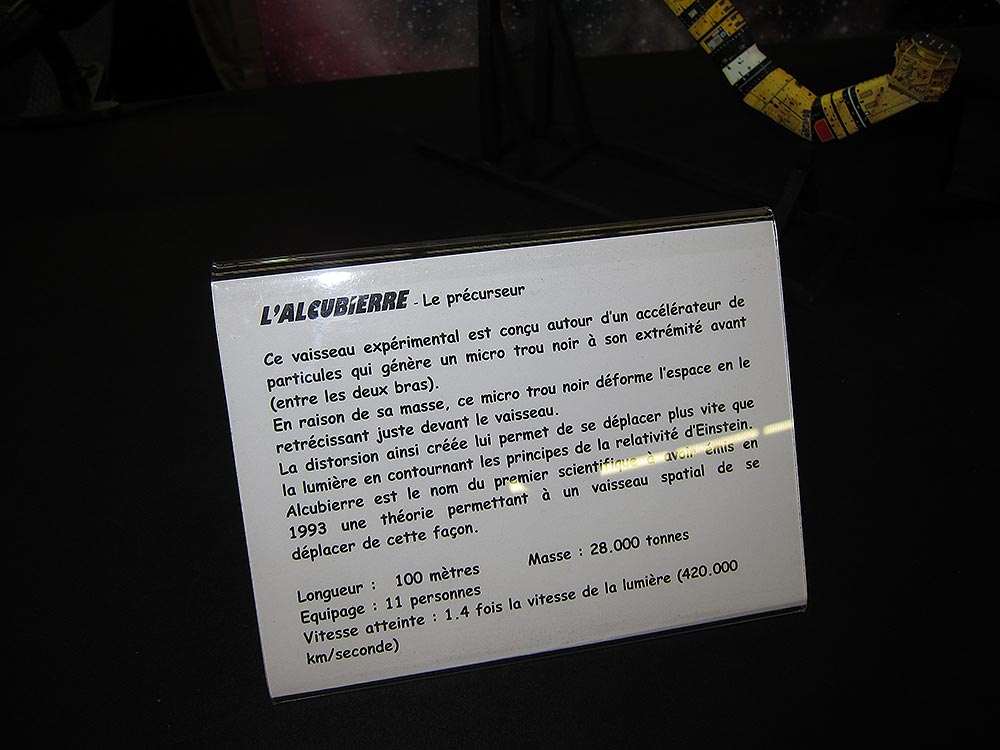 L'ALCUBIERRE - Le précurseur
Ce vaisseau expérimental est conçu autour d'un accélérateur de
particules qui génère un micro trou noir à son extrémité avant
(entre les deux bras).
En raison de sa masse, ce micro trou noir déforme l'espace en le
retrécissant juste devant le vaisseau.
La distorsion ainsi créée lui permet de se déplacer plus vite que
la lumière en contournant les principes de la relativité d'Einstein.
Alcubierre est le nom du premier scientifique à avoir émis en
1993 une théorie permettant à un vaisseau spatial de se
déplacer de cette façon.
Longueur : 100 mètres Masse : 28.000 tonnes
Equipage : 11 personnes
Vitesse atteinte : 1.4 fois la vitesse de la lumière (420.000
km/seconde)